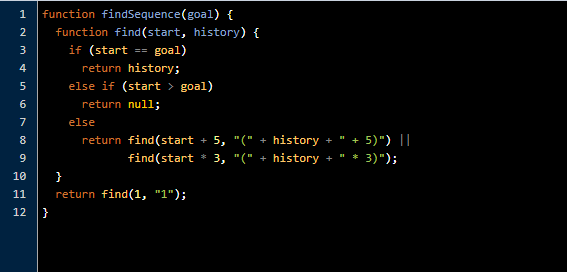 1 function findSequence(goal) {
2   function find(start, history) {
3     if (start == goal)
4       return history;
5     else if (start > goal)
6       return null;
7     else
8       return find(start + 5, "(" + history + " + 5)") ||
9              find(start * 3, "(" + history + " * 3)");
10   }
11   return find(1, "1");
12 }